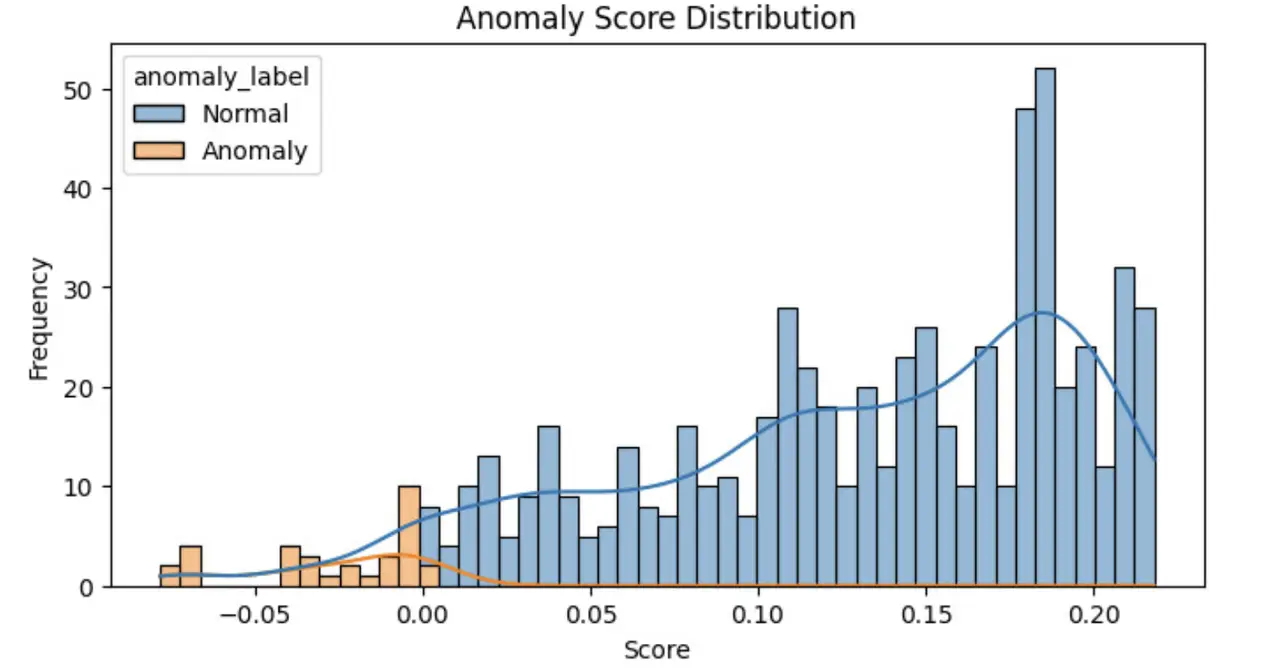 Anomaly Score Distribution
anomaly_label
Normal
Anomaly
Frequency
50
40
30
20
10
0
−0.05 0.00 0.05 0.10 0.15 0.20
Score